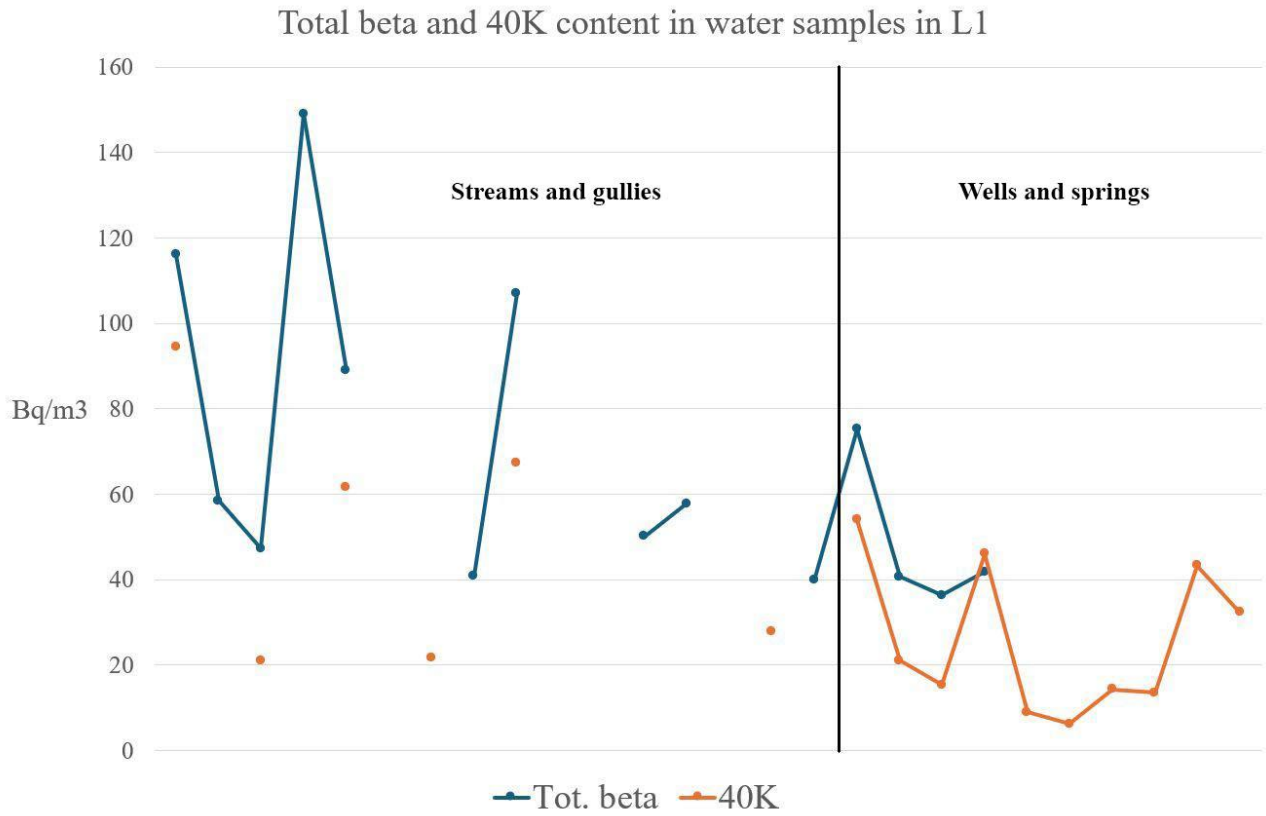 Total beta and 40K content in water samples in L1
160
140
Streams and gullies
Wells and springs
120
100
Bq/m3
80
60
40
20
0
Tot. beta
40K